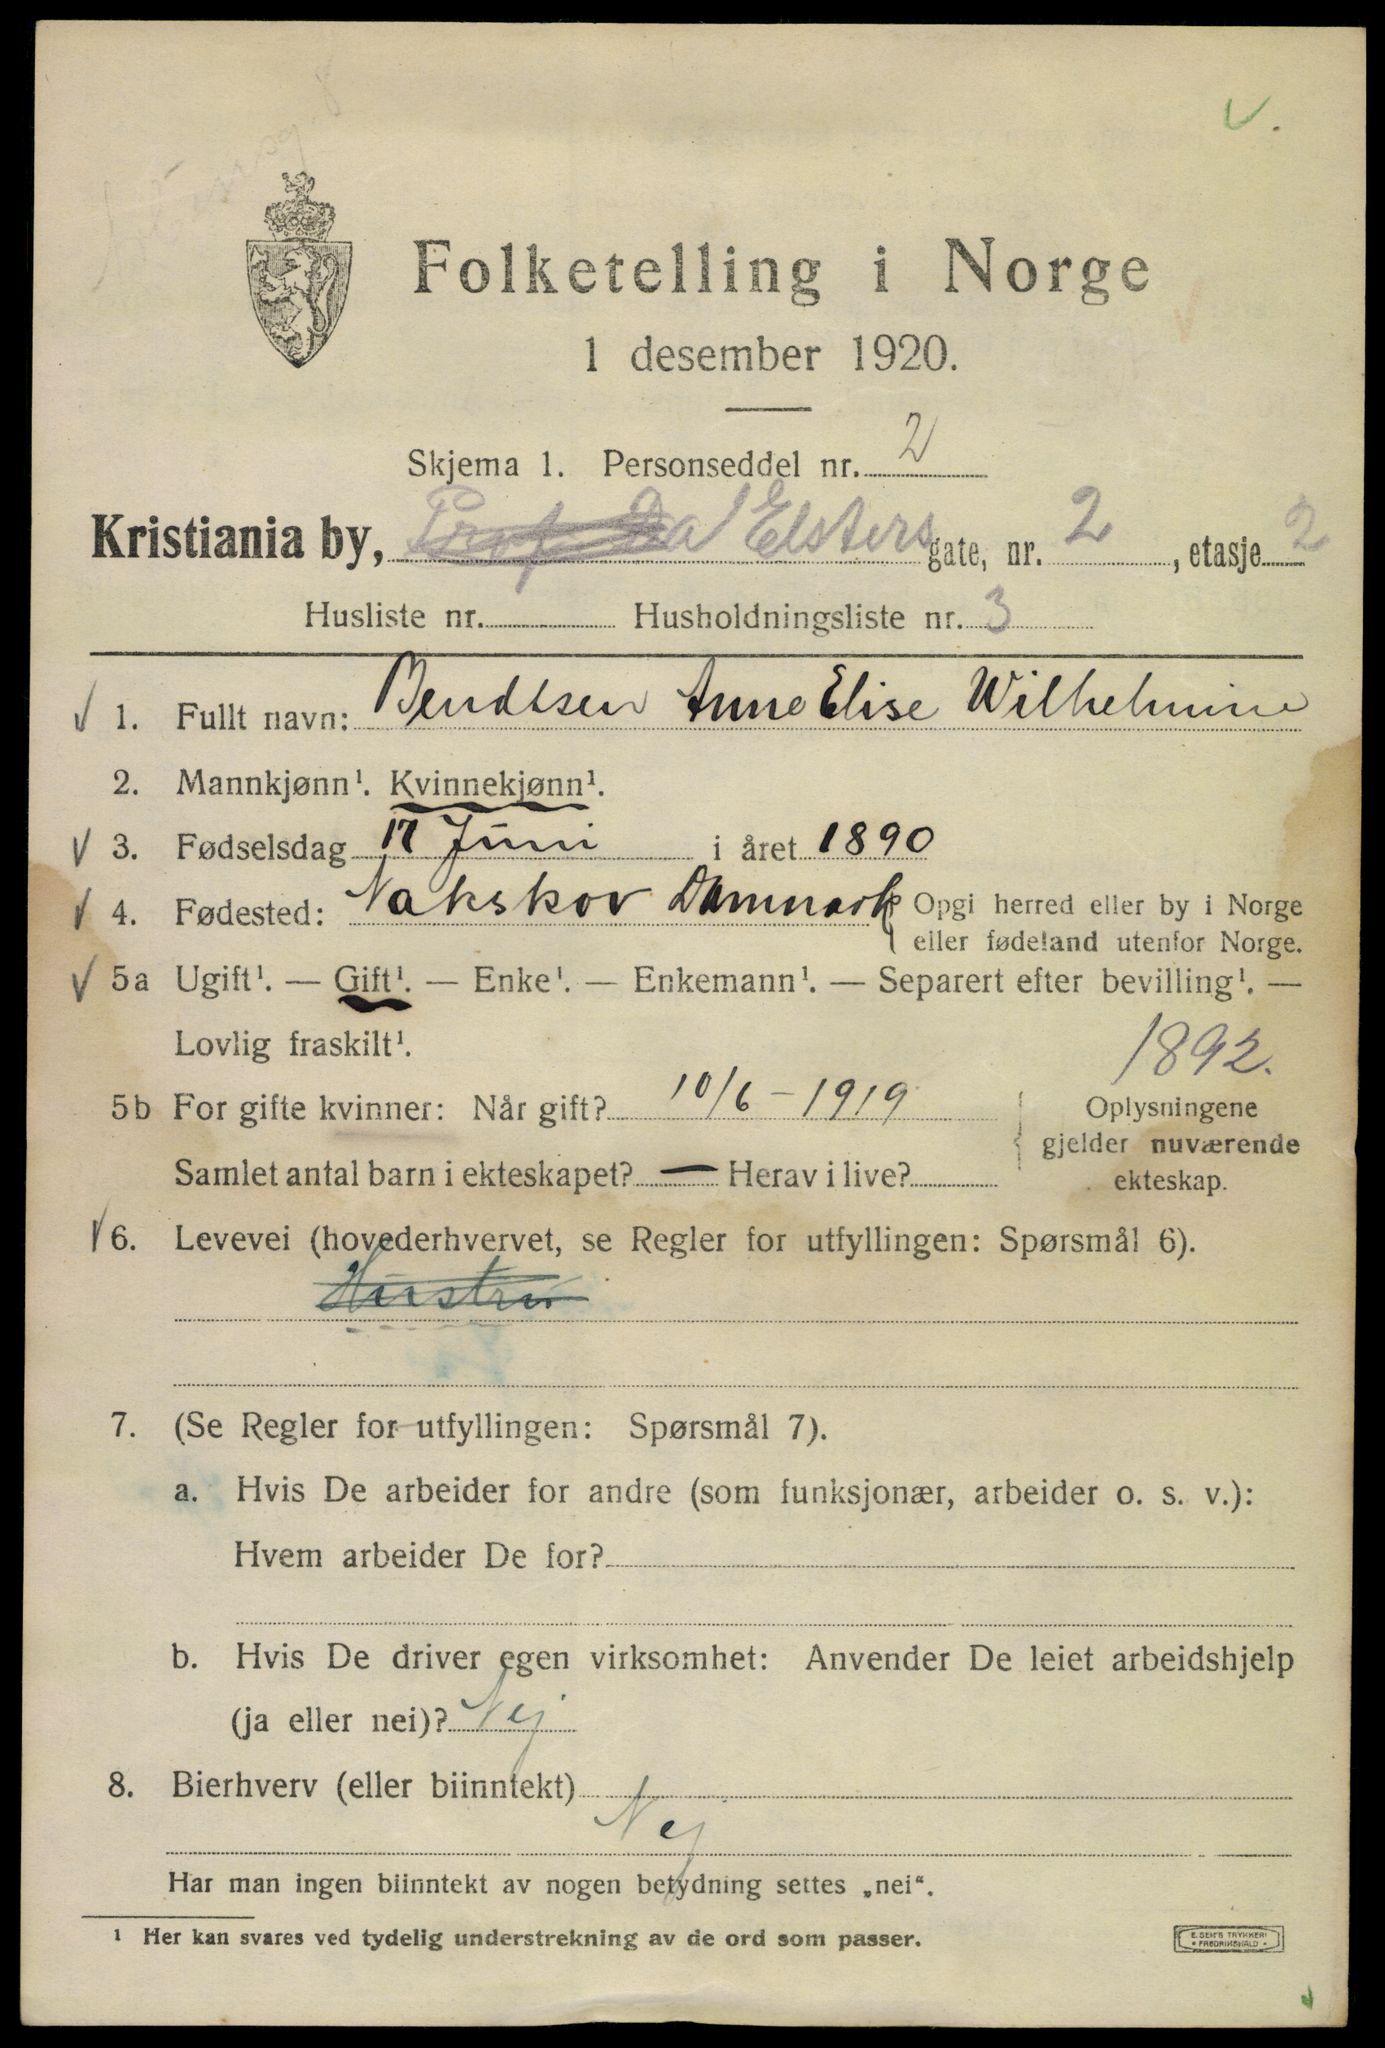 v.
Folketelling i Norge
1 desember 1920.
Skjema 1. Personseddel nr. 2
Kristiania by, Prof. Da Elsters gate, nr. 2, etasje 2
Husliste nr. Husholdningsliste nr. 3
1. Fullt navn: Bendtsen Anne Elise Wilhelmine
2. Mannkjønn¹. Kvinnekjønn¹.
3. Fødselsdag 17 Juni i året 1890
4. Fødested: Nakskov Danmark { Opgi herred eller by i Norge
eller fødeland utenfor Norge.
5a Ugift¹. — Gift¹. — Enke¹. — Enkemann¹. — Separert efter bevilling¹. —
Lovlig fraskilt¹.
1892.
5b For gifte kvinner: Når gift? 10/6 - 1919 { Oplysningene
gjelder nuværende
Samlet antal barn i ekteskapet? — Herav i live?
ekteskap.
6. Levevei (hovederhvervet, se Regler for utfyllingen: Spørsmål 6).
Hustru
7. (Se Regler for utfyllingen: Spørsmål 7).
a. Hvis De arbeider for andre (som funksjonær, arbeider o. s. v.):
Hvem arbeider De for?
b. Hvis De driver egen virksomhet: Anvender De leiet arbeidshjelp
(ja eller nei)? Nej
8. Bierhverv (eller biinntekt)
Nej
Har man ingen biinntekt av nogen betydning settes „nei“.
¹ Her kan svares ved tydelig understrekning av de ord som passer.
E. SEM'S TRYKKERI
• FREDRIKSHALD •